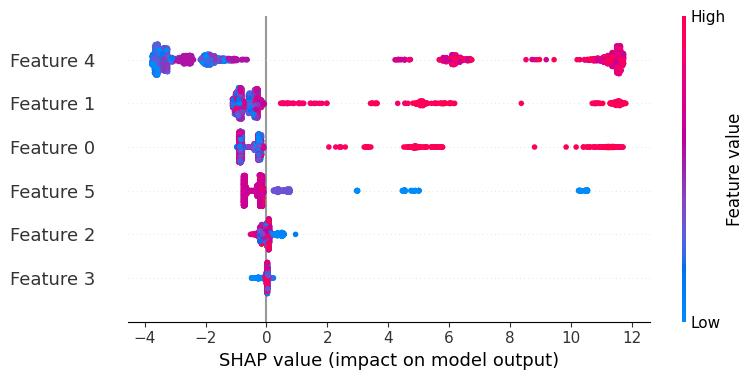 High
Feature 4
Feature 1
Feature 0
Feature 5
Feature 2
Feature 3
Feature value
Low
−4 −2 0 2 4 6 8 10 12
SHAP value (impact on model output)